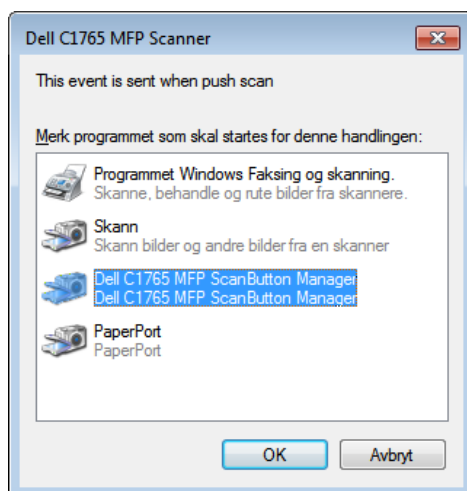 Dell C1765 MFP Scanner
This event is sent when push scan
Merk programmet som skal startes for denne handlingen:
Programmet Windows Faksing og skanning.
Skanne, behandle og rute bilder fra skannere.
Skann
Skann bilder og andre bilder fra en skanner
Dell C1765 MFP ScanButton Manager
Dell C1765 MFP ScanButton Manager
PaperPort
PaperPort
OK
Avbryt